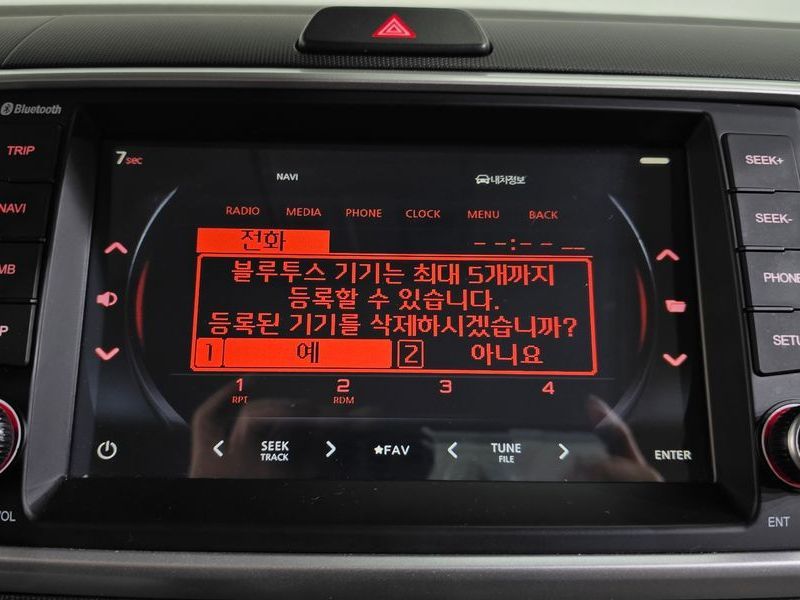 Bluetooth
TRIP
NAVI
MB
P
VOL
7sec
NAVI
내차정보
RADIO MEDIA PHONE CLOCK MENU BACK
전화
--:-- --
블루투스 기기는 최대 5개까지
등록할 수 있습니다.
등록된 기기를 삭제하시겠습니까?
1 예 2 아니요
1 2 3 4
RPT RDM
SEEK
TRACK
★FAV
TUNE
FILE
ENTER
SEEK+
SEEK-
PHONE
SETU
ENT